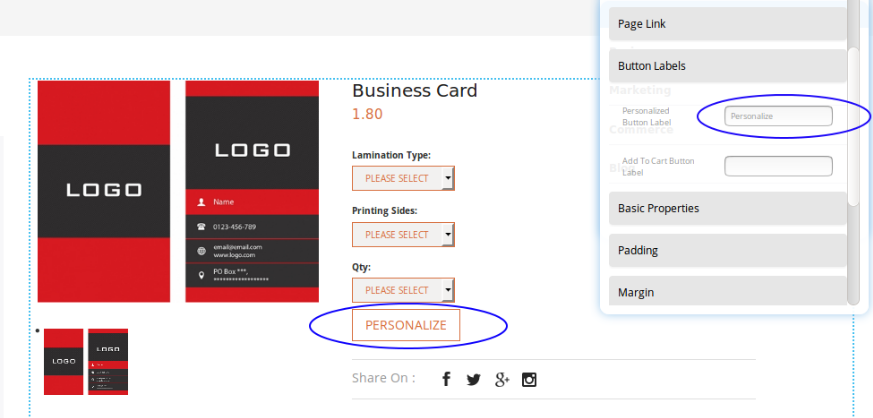 Page Link
Button Labels
Marketing
Personalized
Button Label
Personalize
Commerce
Add To Cart Button
Label
Basic Properties
Padding
Margin
Business Card
1.80
Lamination Type:
PLEASE SELECT
Printing Sides:
PLEASE SELECT
Qty:
PLEASE SELECT
PERSONALIZE
Share On :
LOGO
LOGO
Name
0123-456-789
email@email.com
www.logo.com
PO Box ***,
******************
LOGO
LOGO